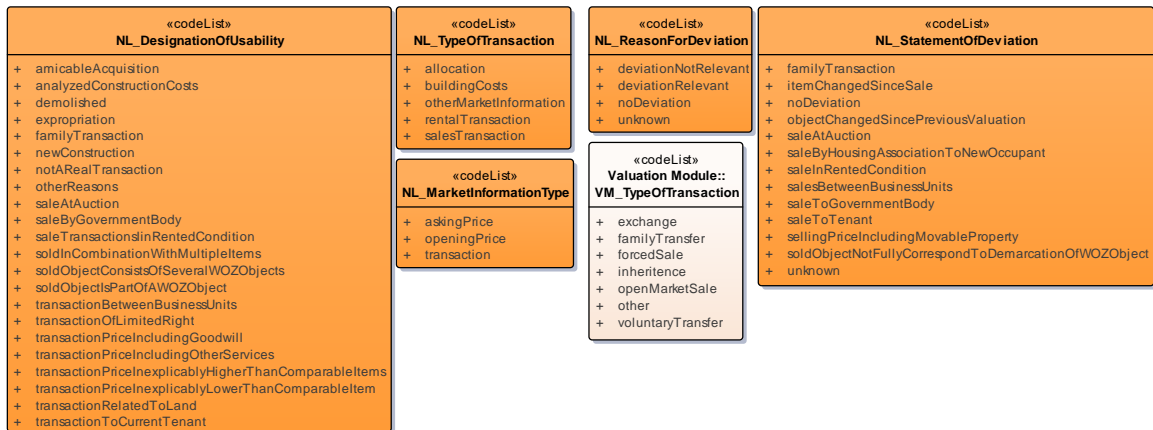 «codeList»
NL_DesignationOfUsability
+ amicableAcquisition
+ analyzedConstructionCosts
+ demolished
+ expropriation
+ familyTransaction
+ newConstruction
+ notARealTransaction
+ otherReasons
+ saleAtAuction
+ saleByGovernmentBody
+ saleTransactionsIinRentedCondition
+ soldInCombinationWithMultipleItems
+ soldObjectConsistsOfSeveralWOZObjects
+ soldObjectIsPartOfAWOZObject
+ transactionBetweenBusinessUnits
+ transactionOfLimitedRight
+ transactionPriceIncludingGoodwill
+ transactionPriceIncludingOtherServices
+ transactionPriceInexplicablyHigherThanComparableItems
+ transactionPriceInexplicablyLowerThanComparableItem
+ transactionRelatedToLand
+ transactionToCurrentTenant
«codeList»
NL_TypeOfTransaction
+ allocation
+ buildingCosts
+ otherMarketInformation
+ rentalTransaction
+ salesTransaction
«codeList»
NL_MarketInformationType
+ askingPrice
+ openingPrice
+ transaction
«codeList»
NL_ReasonForDeviation
+ deviationNotRelevant
+ deviationRelevant
+ noDeviation
+ unknown
«codeList»
Valuation Module::
VM_TypeOfTransaction
+ exchange
+ familyTransfer
+ forcedSale
+ inheritence
+ openMarketSale
+ other
+ voluntaryTransfer
«codeList»
NL_StatementOfDeviation
+ familyTransaction
+ itemChangedSinceSale
+ noDeviation
+ objectChangedSincePreviousValuation
+ saleAtAuction
+ saleByHousingAssociationToNewOccupant
+ saleInRentedCondition
+ salesBetweenBusinessUnits
+ saleToGovernmentBody
+ saleToTenant
+ sellingPriceIncludingMovableProperty
+ soldObjectNotFullyCorrespondToDemarcationOfWOZObject
+ unknown